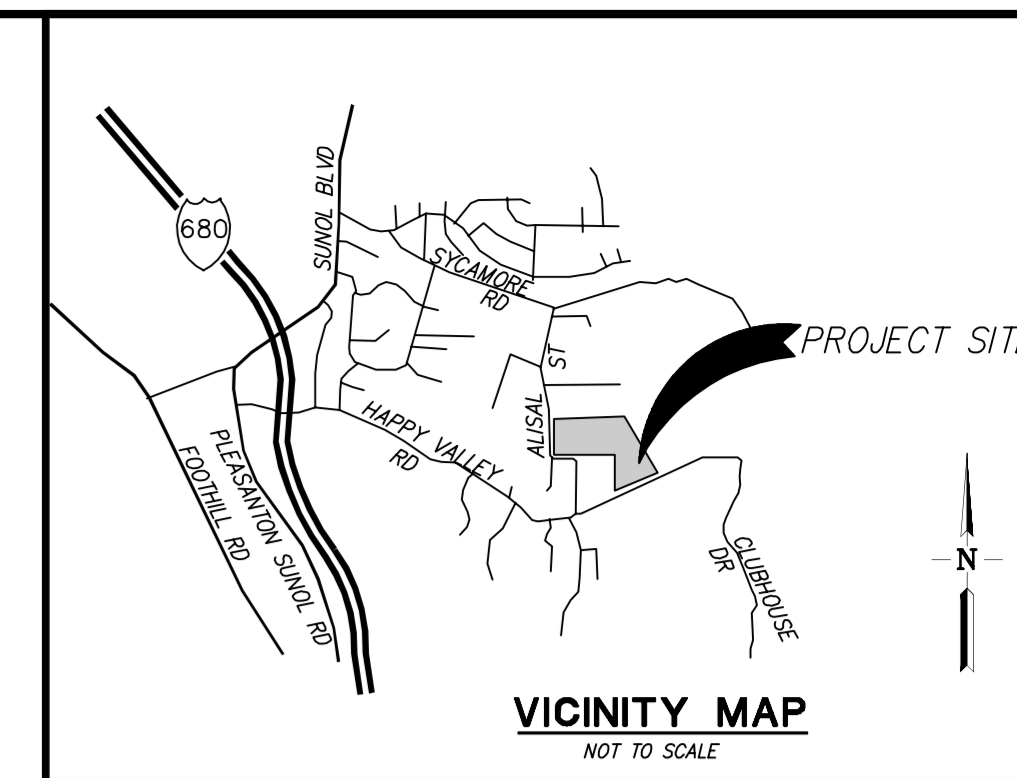 680
SUNOL BLVD
SYCAMORE
RD
PROJECT SITE
ALISAL
ST
HAPPY VALLEY
RD
PLEASANTON SUNOL RD
FOOTHILL RD
CLUBHOUSE
DR
N
VICINITY MAP
NOT TO SCALE